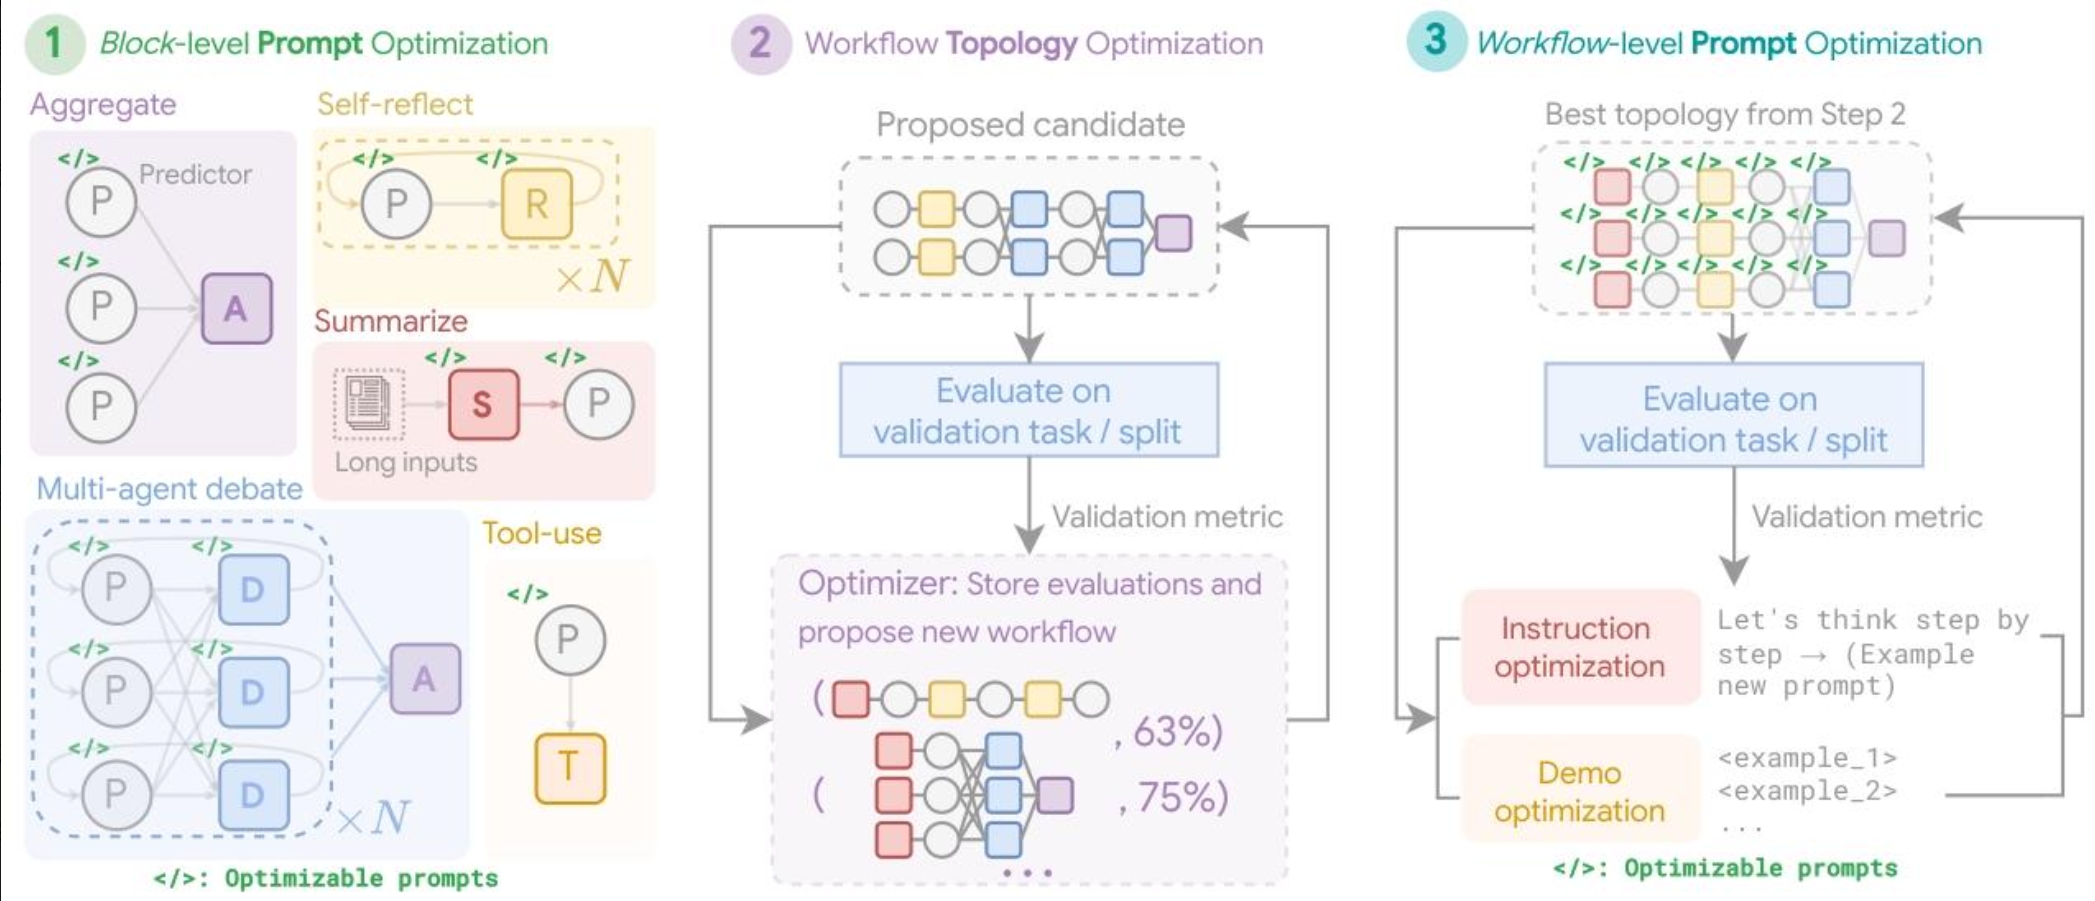 1 Block-level Prompt Optimization
Aggregate
</>
P
Predictor
</>
P
A
</>
P
Self-reflect
</> </>
P R
×N
Summarize
</> </>
S P
Long inputs
Multi-agent debate
</> </>
P D
</> </>
P D
A
</> </>
P D
×N
Tool-use
</>
P
T
</>: Optimizable prompts
2 Workflow Topology Optimization
Proposed candidate
Evaluate on
validation task / split
Validation metric
Optimizer: Store evaluations and
propose new workflow
( , 63%)
( , 75%)
...
3 Workflow-level Prompt Optimization
Best topology from Step 2
</> </> </> </> </>
</> </> </> </> </>
</> </> </> </> </>
Evaluate on
validation task / split
Validation metric
Instruction
optimization
Let's think step by
step → (Example
new prompt)
Demo
optimization
<example_1>
<example_2>
...
</>: Optimizable prompts